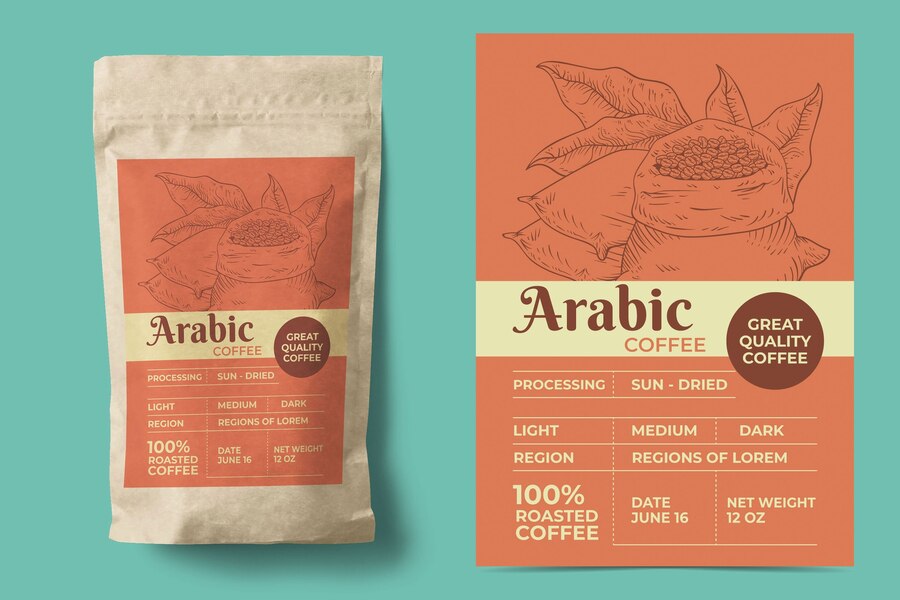 Arabic
COFFEE
GREAT
QUALITY
COFFEE
PROCESSING SUN - DRIED
LIGHT MEDIUM DARK
REGION REGIONS OF LOREM
100%
ROASTED
COFFEE
DATE
JUNE 16
NET WEIGHT
12 OZ
Arabic
COFFEE
GREAT
QUALITY
COFFEE
PROCESSING SUN - DRIED
LIGHT MEDIUM DARK
REGION REGIONS OF LOREM
100%
ROASTED
COFFEE
DATE
JUNE 16
NET WEIGHT
12 OZ